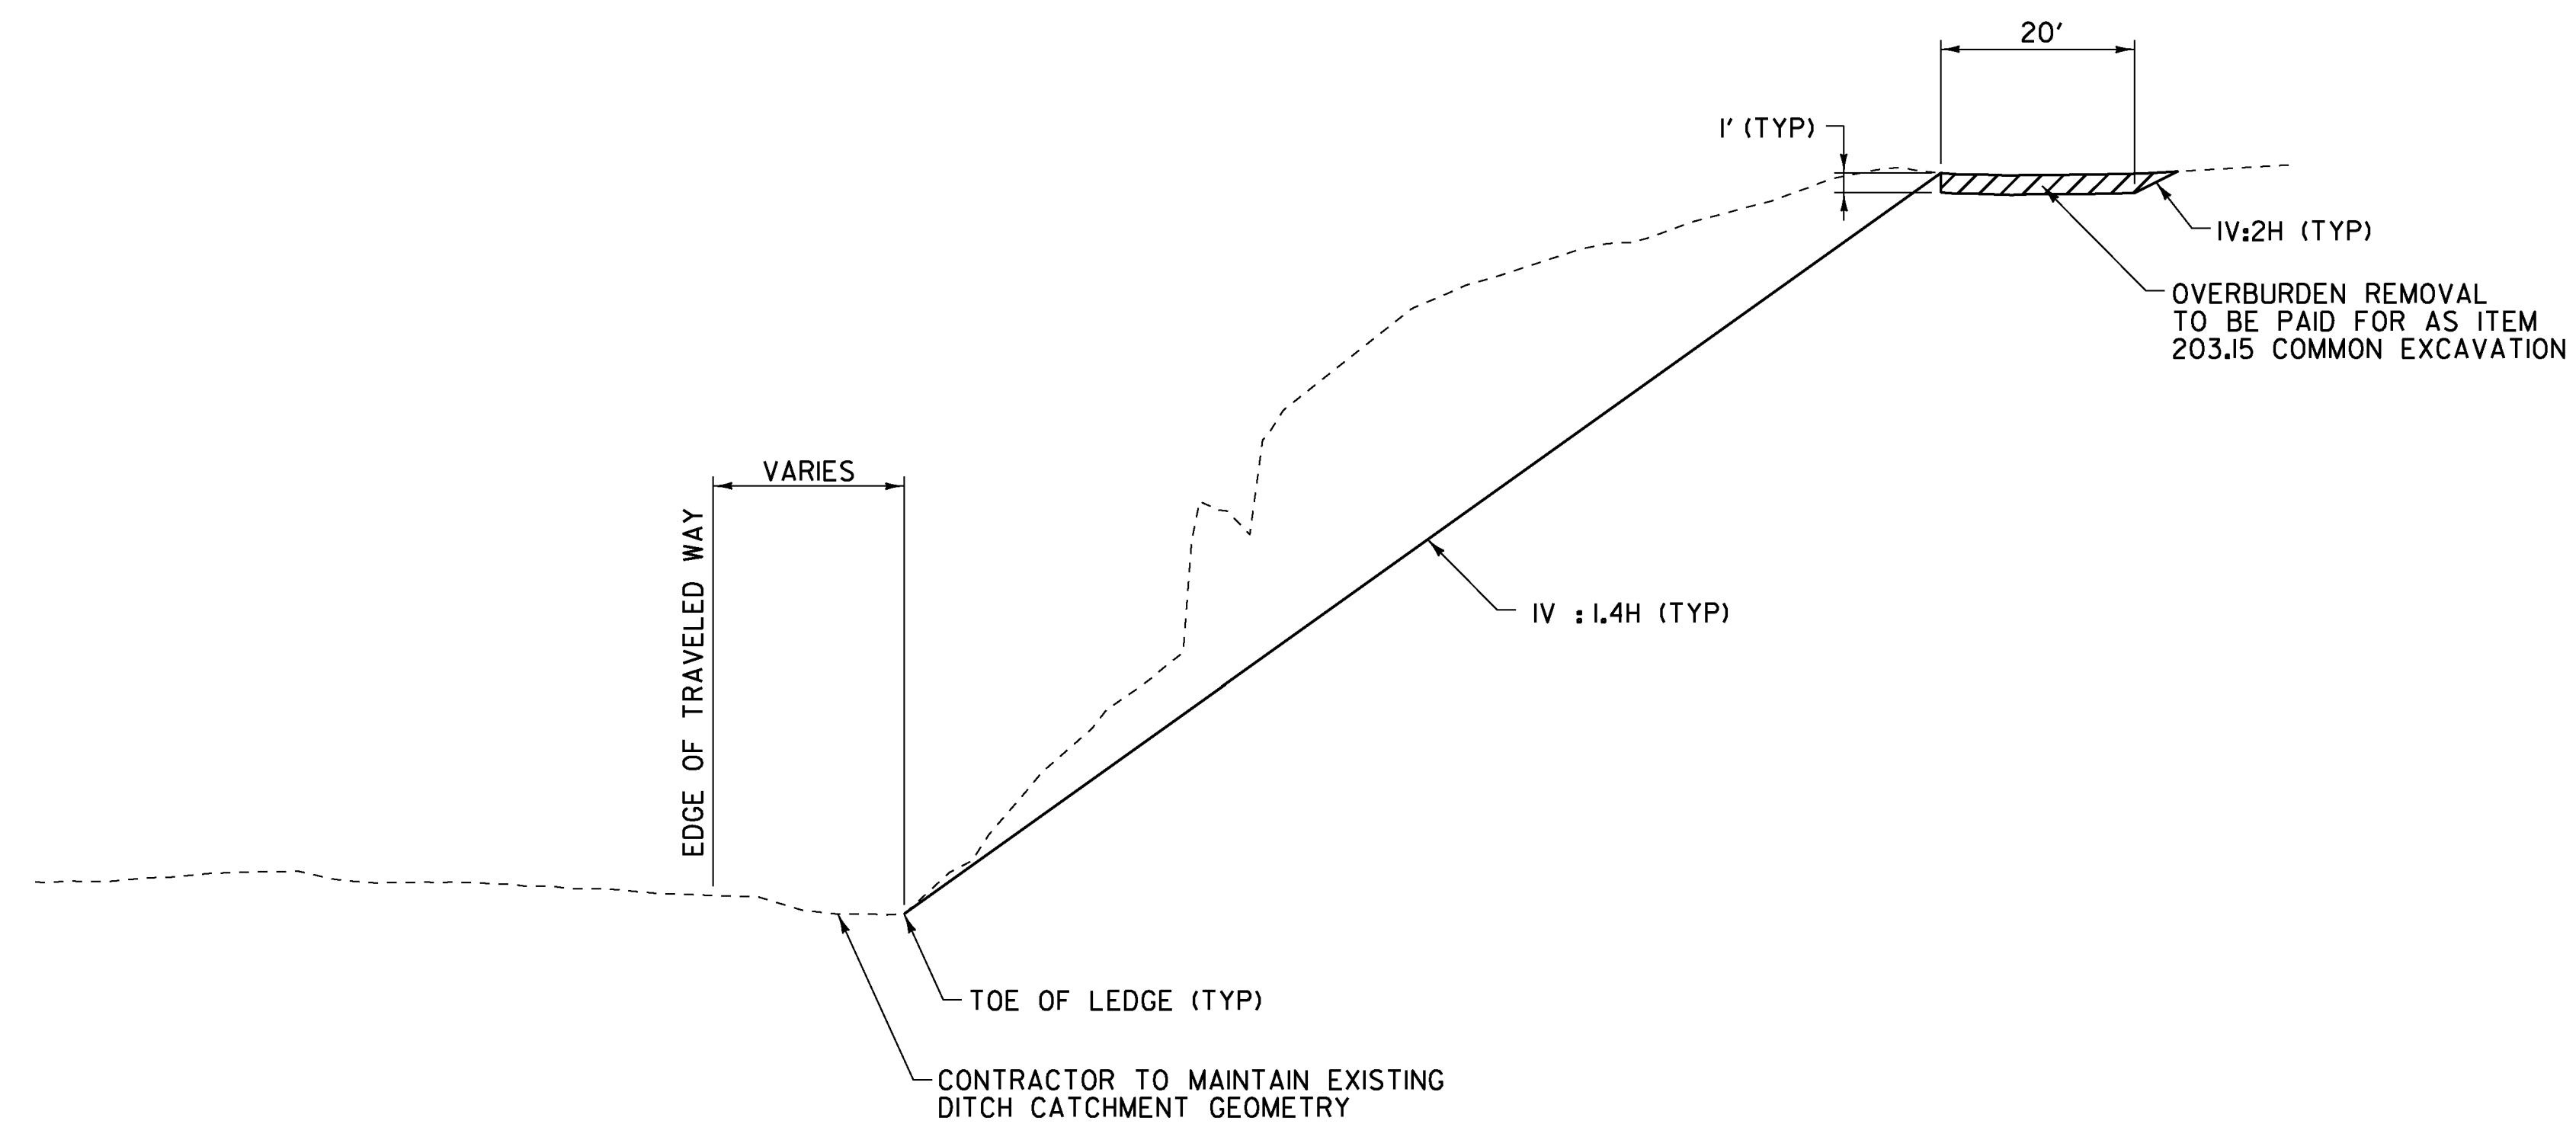 20'
1' (TYP)
1V:2H (TYP)
OVERBURDEN REMOVAL
TO BE PAID FOR AS ITEM
203.15 COMMON EXCAVATION
VARIES
EDGE OF TRAVELED WAY
1V : 1.4H (TYP)
TOE OF LEDGE (TYP)
CONTRACTOR TO MAINTAIN EXISTING
DITCH CATCHMENT GEOMETRY